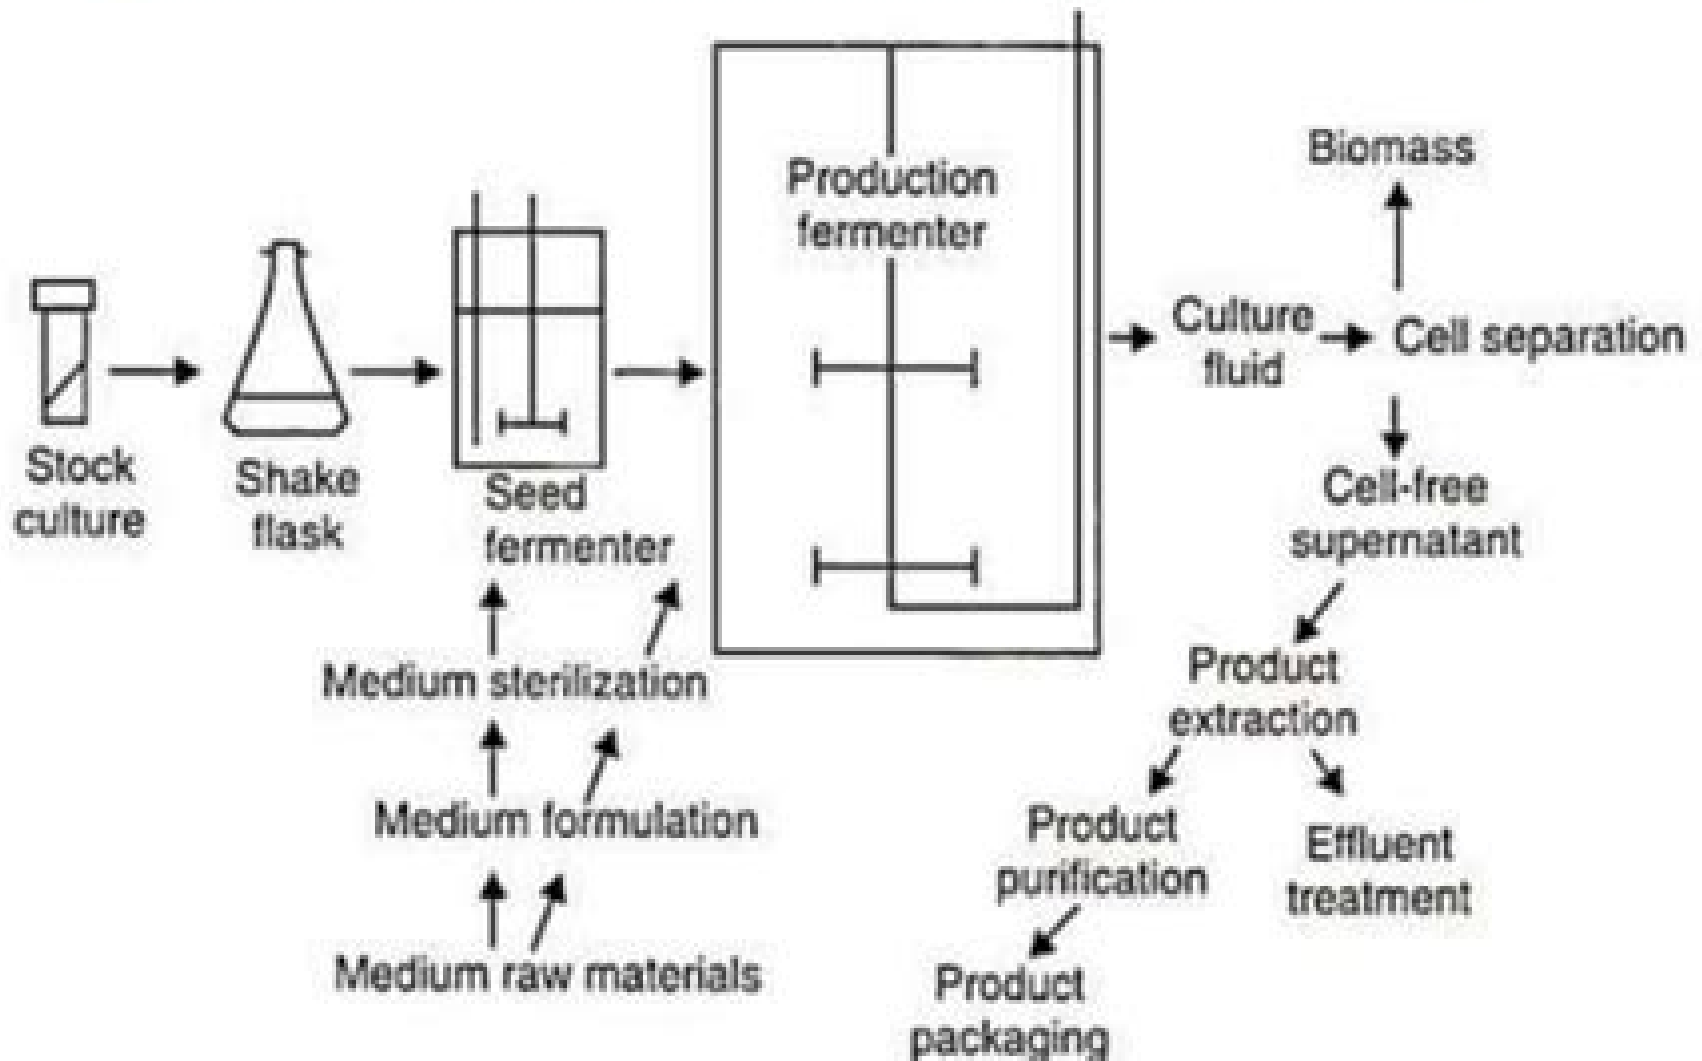 Stock
culture
Shake
flask
Seed
fermenter
Medium sterilization
Medium formulation
Medium raw materials
Production
fermenter
Culture
fluid
Cell separation
Biomass
Cell-free
supernatant
Product
extraction
Product
purification
Effluent
treatment
Product
packaging